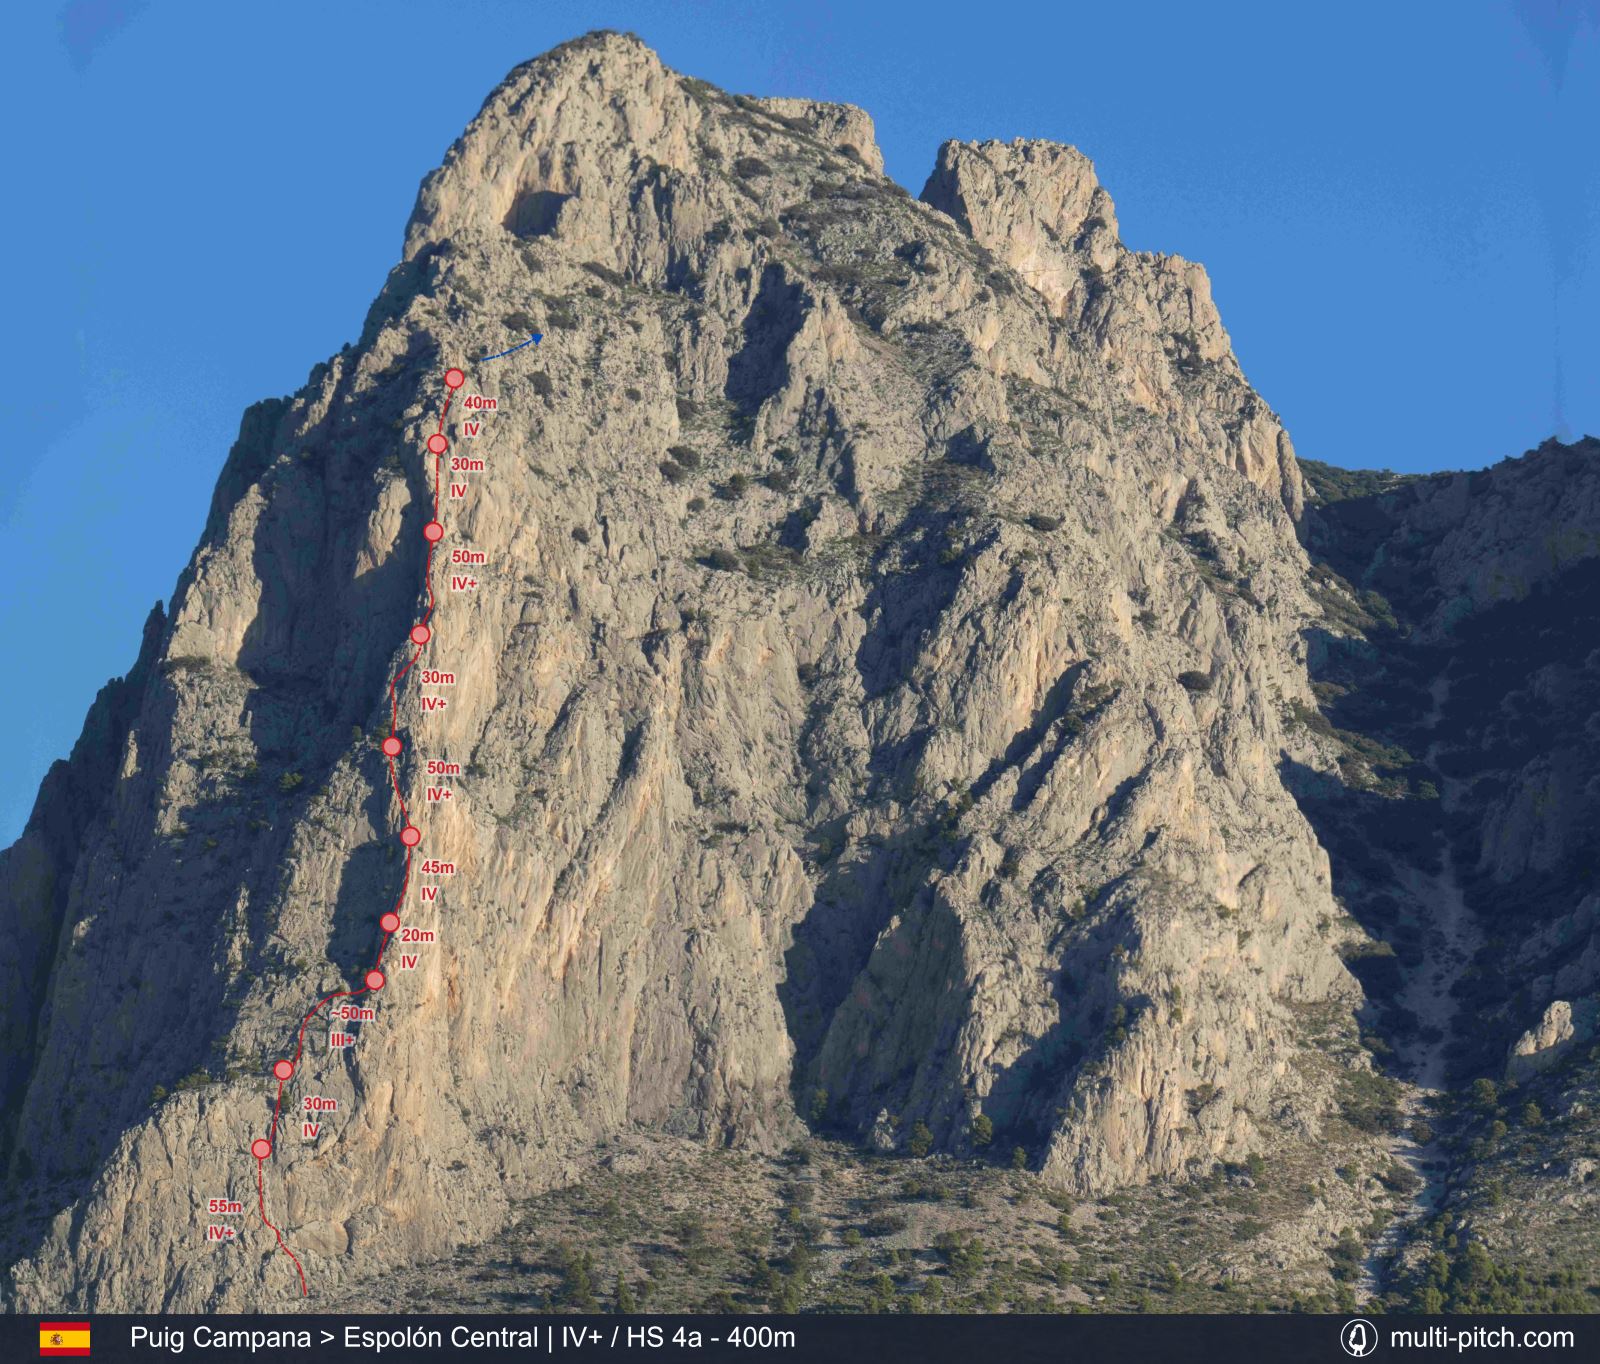 40m
IV
30m
IV
50m
IV+
30m
IV+
50m
IV+
45m
IV
20m
IV
~50m
III+
30m
IV
55m
IV+
Puig Campana > Espolón Central | IV+ / HS 4a - 400m
multi-pitch.com